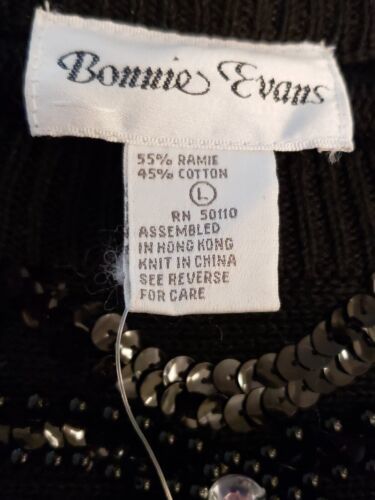 Bonnie Evans
55% RAMIE
45% COTTON
L
RN 50110
ASSEMBLED
IN HONG KONG
KNIT IN CHINA
SEE REVERSE
FOR CARE